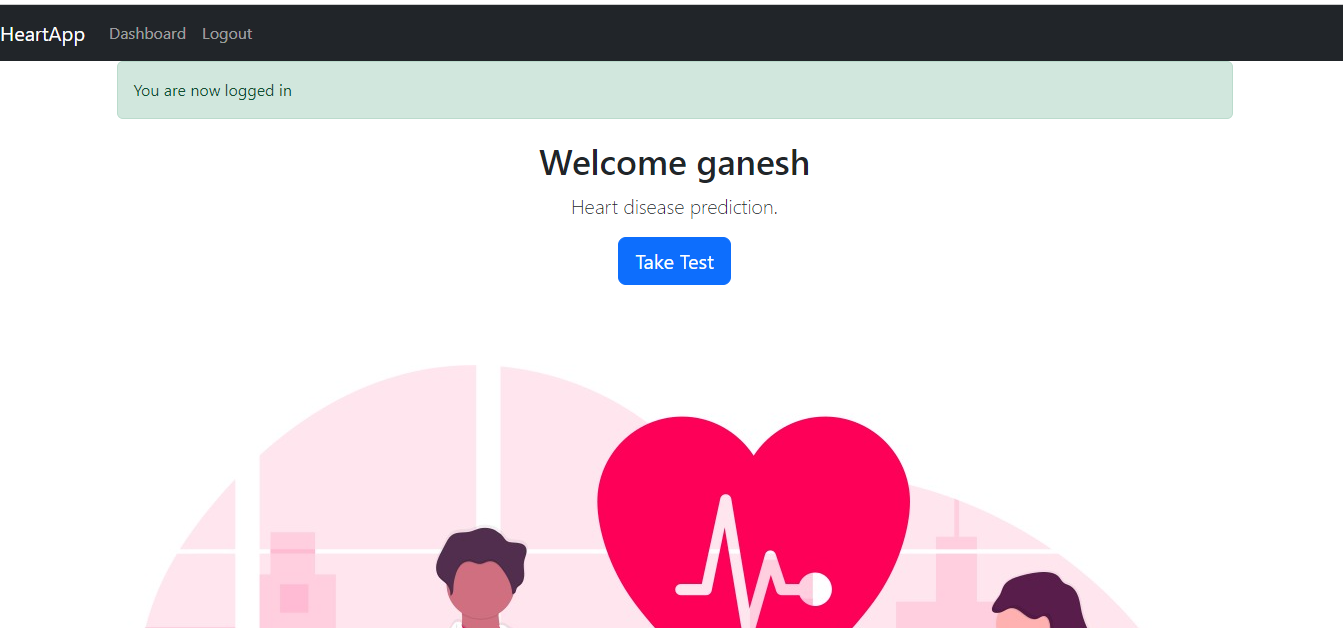 HeartApp Dashboard Logout
You are now logged in
Welcome ganesh
Heart disease prediction.
Take Test